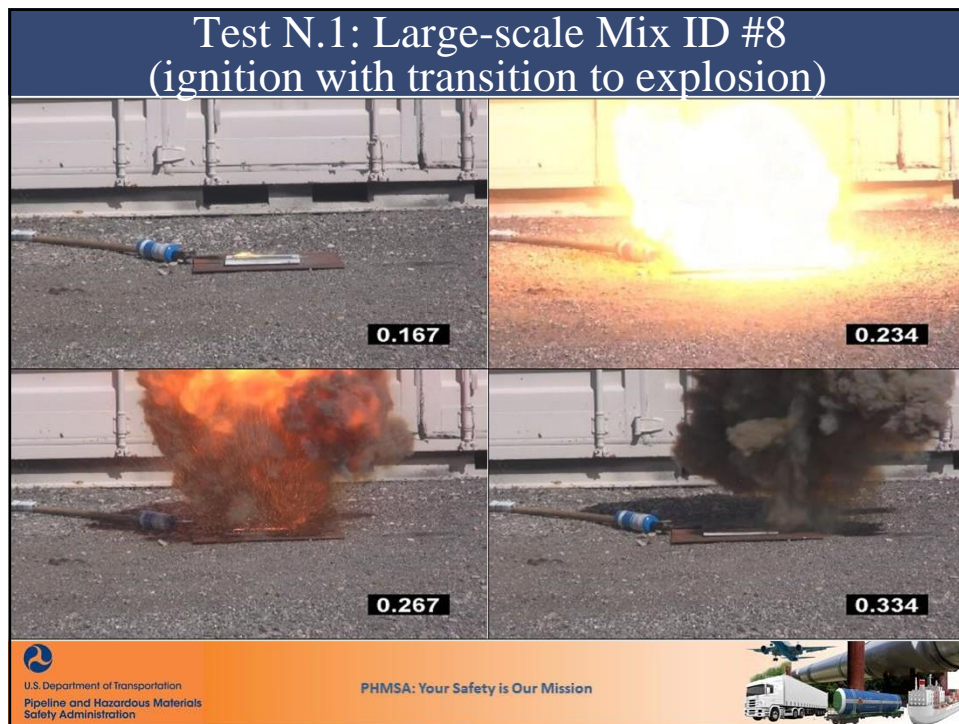 Test N.1: Large-scale Mix ID #8
(ignition with transition to explosion)
0.167
0.234
0.267
0.334
U.S. Department of Transportation
Pipeline and Hazardous Materials
Safety Administration
PHMSA: Your Safety is Our Mission